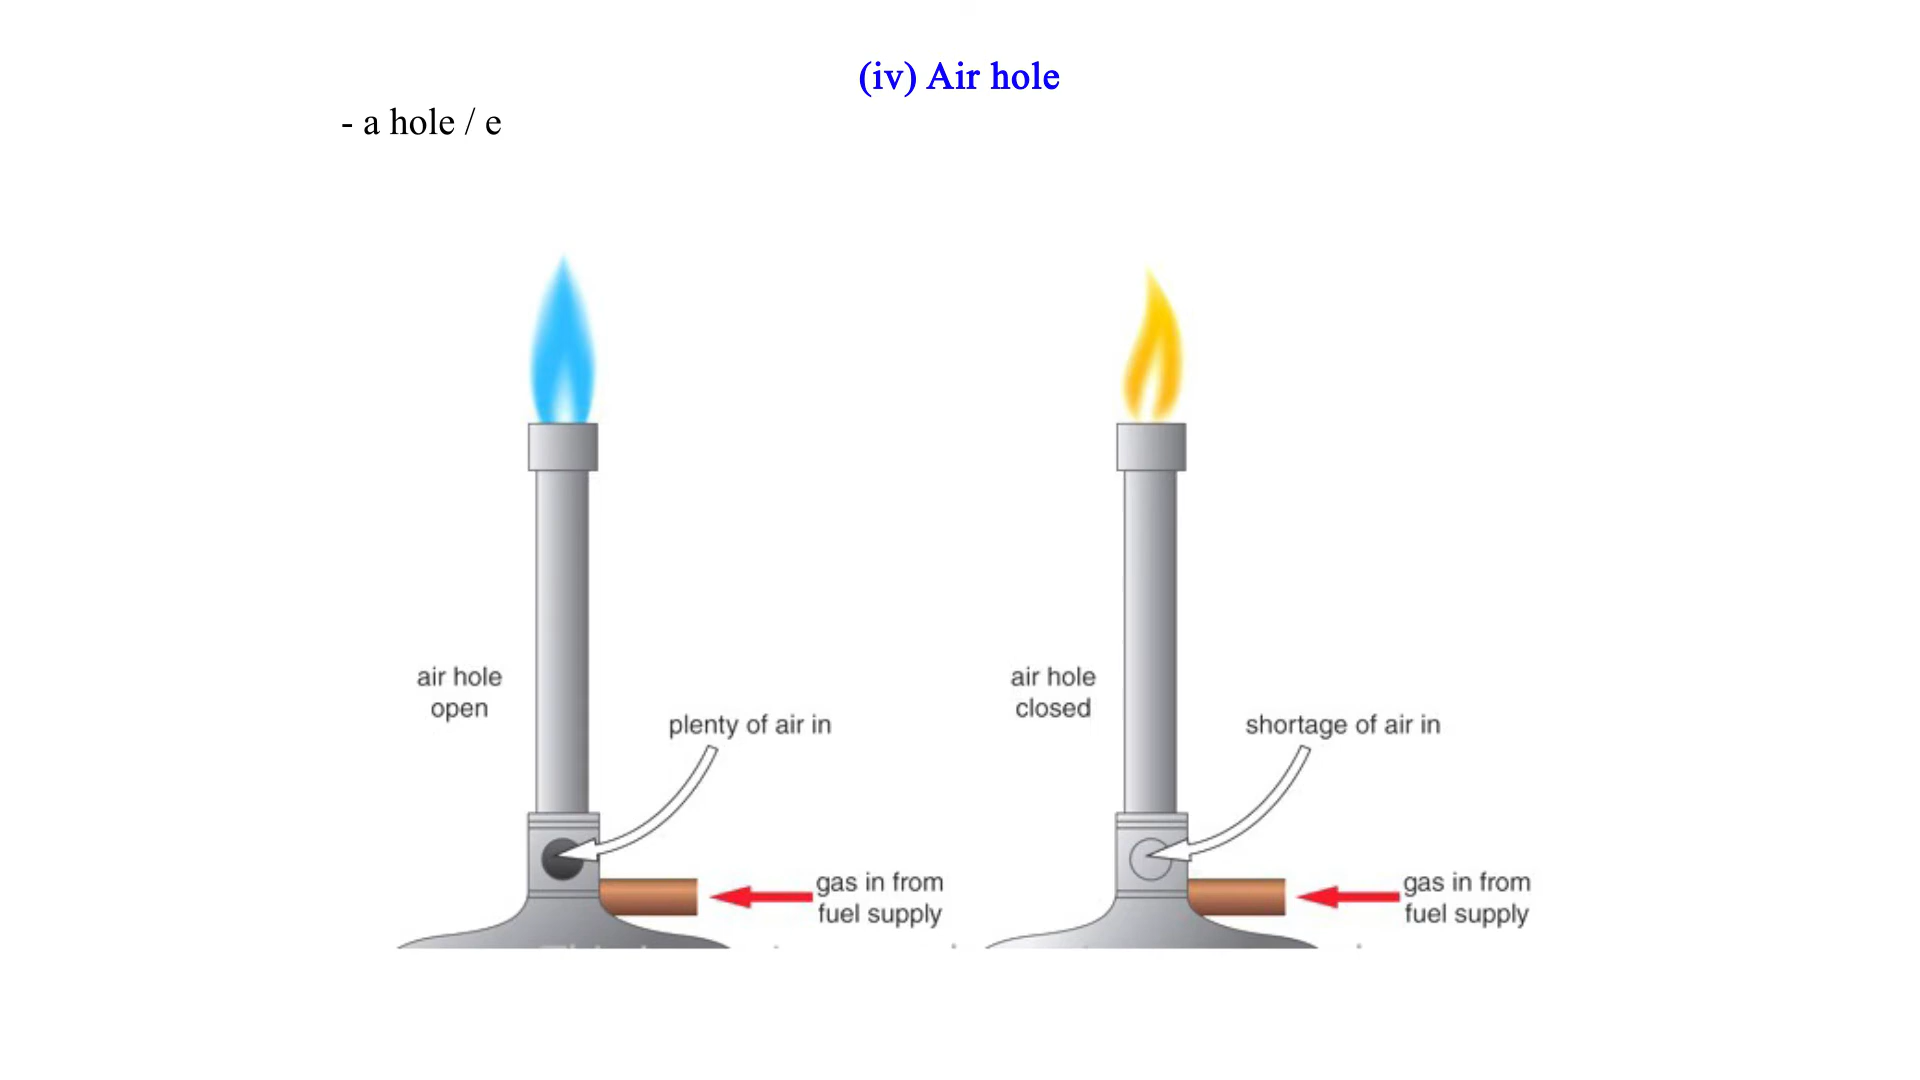 (iv) Air hole
- a hole / e
air hole
open
plenty of air in
gas in from
fuel supply
air hole
closed
shortage of air in
gas in from
fuel supply